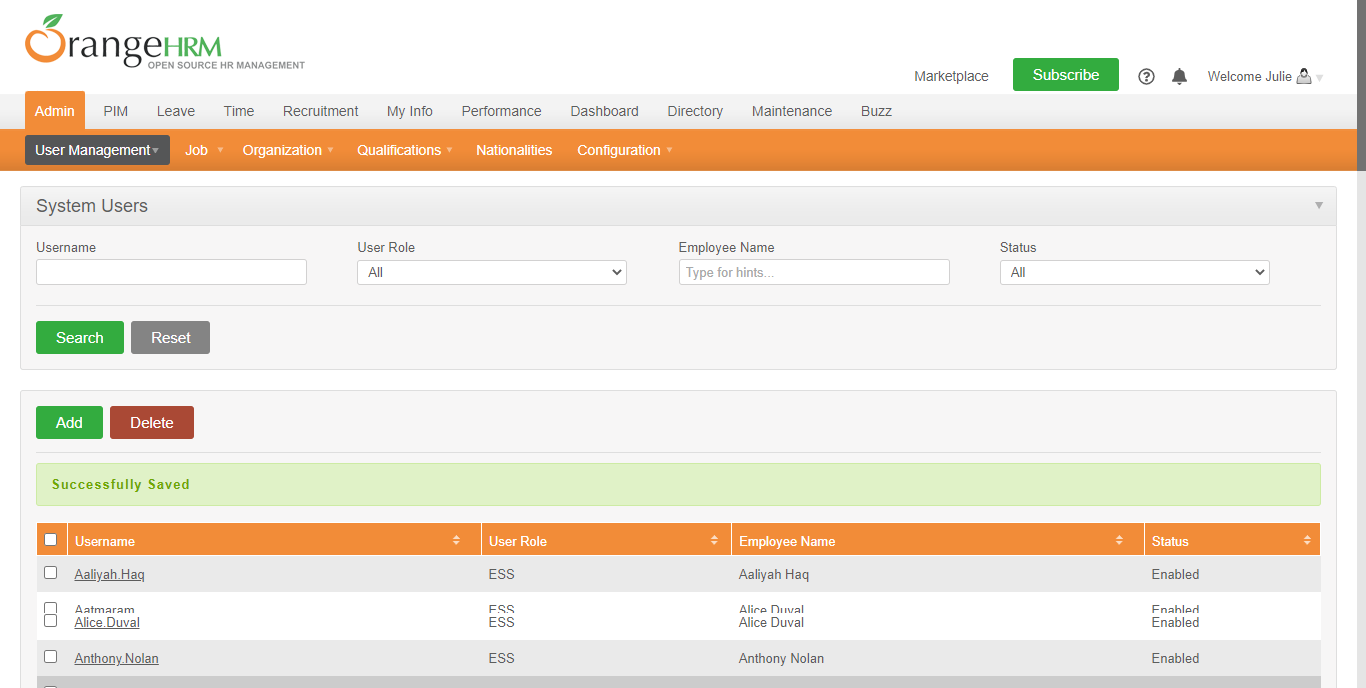 OrangeHRM
OPEN SOURCE HR MANAGEMENT
Marketplace Subscribe Welcome Julie
Admin PIM Leave Time Recruitment My Info Performance Dashboard Directory Maintenance Buzz
User Management Job Organization Qualifications Nationalities Configuration
System Users
Username User Role Employee Name Status
All Type for hints... All
Search Reset
Add Delete
Successfully Saved
Username User Role Employee Name Status
Aaliyah.Haq ESS Aaliyah Haq Enabled
Aatmaram ESS Alice Duval Enabled
Alice.Duval ESS Alice Duval Enabled
Anthony.Nolan ESS Anthony Nolan Enabled